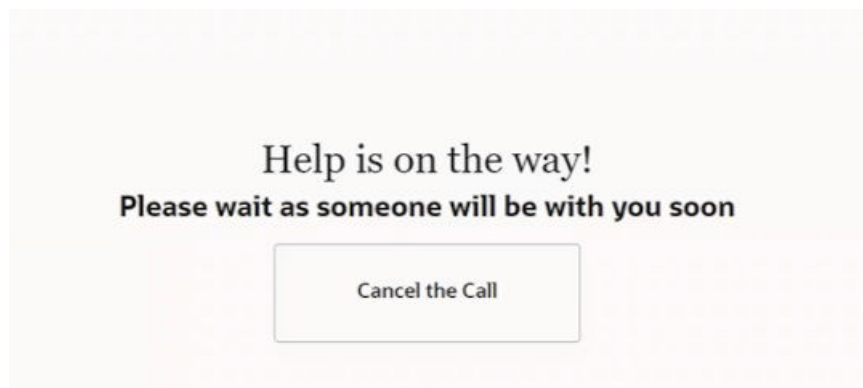 Help is on the way!
Please wait as someone will be with you soon
Cancel the Call